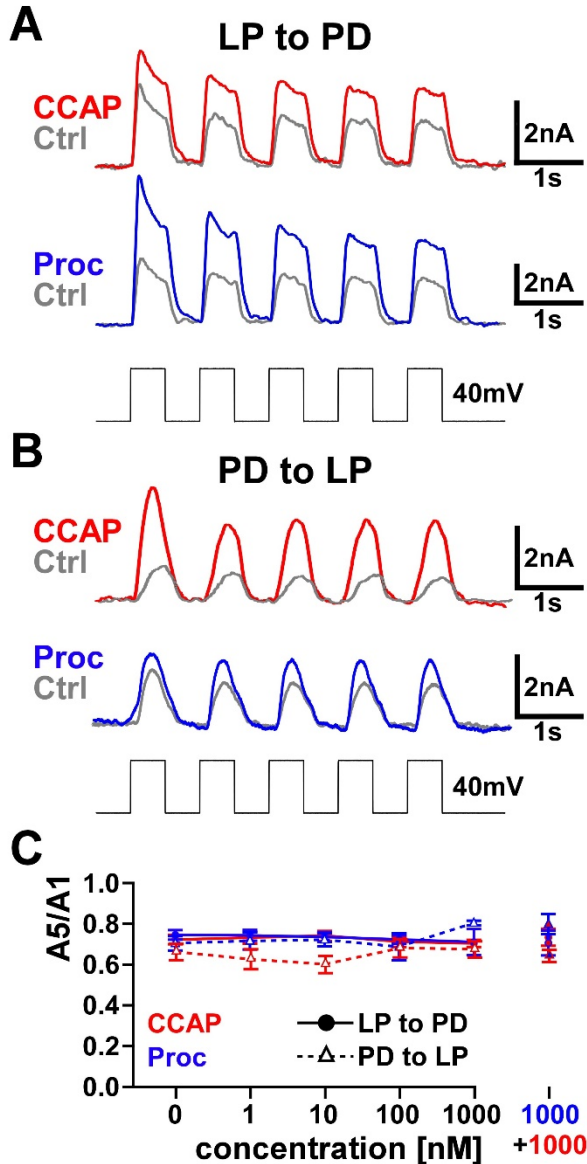 A
LP to PD
CCAP
Ctrl
2nA
1s
Proc
Ctrl
2nA
1s
40mV
B
PD to LP
CCAP
Ctrl
2nA
1s
Proc
Ctrl
2nA
1s
40mV
C
A5/A1
1.0
0.8
0.6
0.4
0.2
0.0
CCAP
LP to PD
Proc
PD to LP
0 1 10 100 1000 1000
concentration [nM] +1000